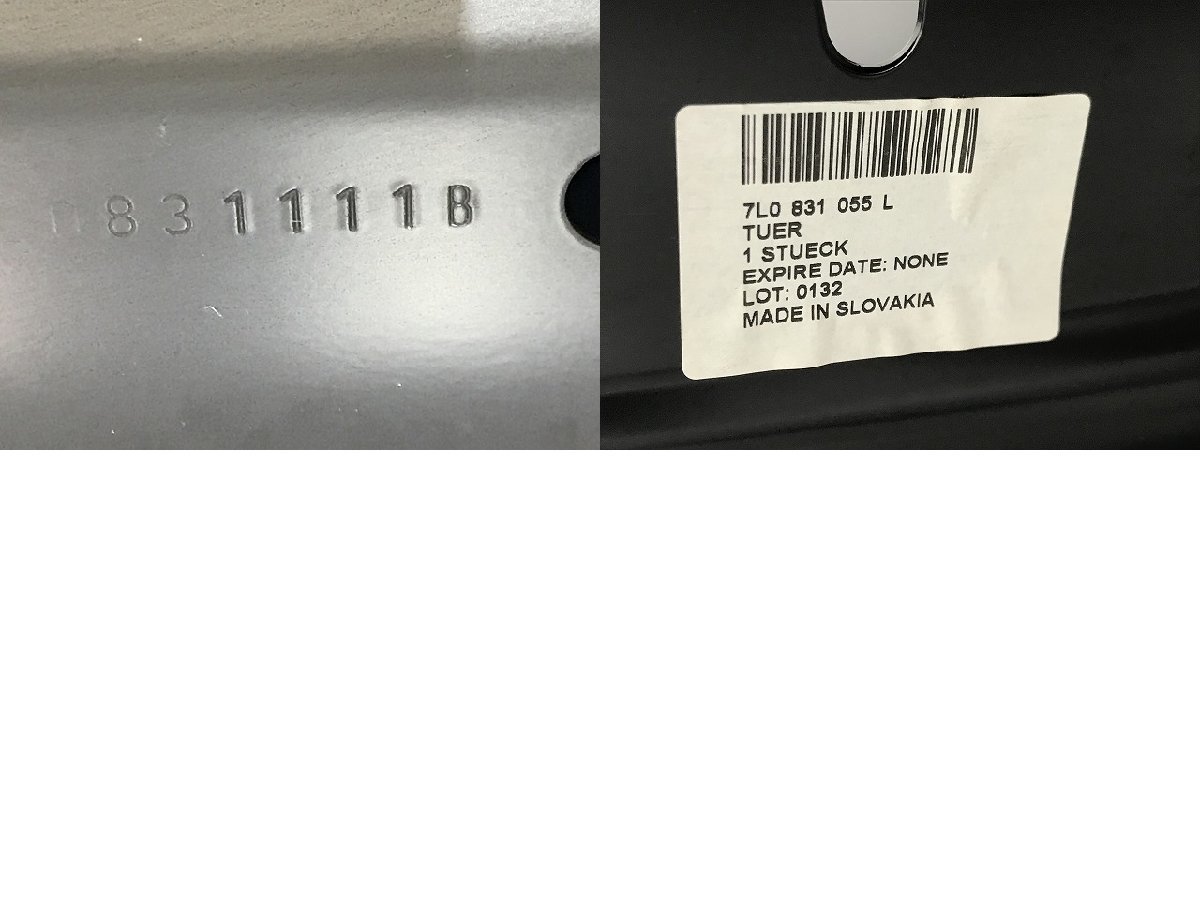 831111B
7L0 831 055 L
TUER
1 STUECK
EXPIRE DATE: NONE
LOT: 0132
MADE IN SLOVAKIA